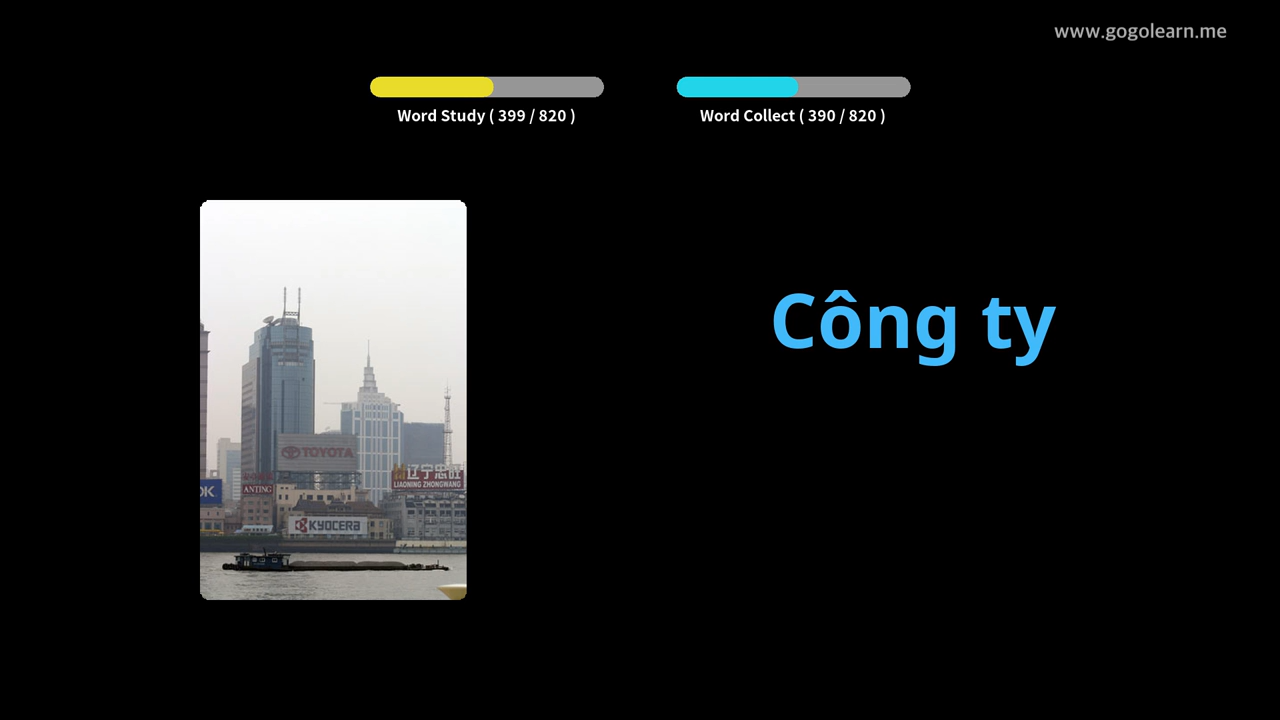 www.gogolearn.me
Word Study ( 399 / 820 )
Word Collect ( 390 / 820 )
Công ty
TOYOTA
辽宁忠旺
LIAONING ZHONGWANG
OK
ANTING
KYOCERA